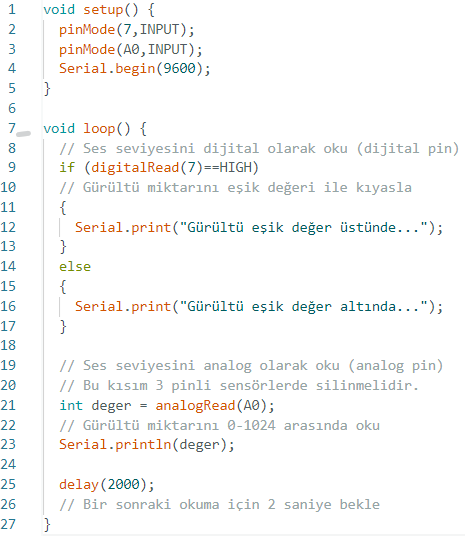 1 void setup() {
2   pinMode(7,INPUT);
3   pinMode(A0,INPUT);
4   Serial.begin(9600);
5 }
6
7 void loop() {
8   // Ses seviyesini dijital olarak oku (dijital pin)
9   if (digitalRead(7)==HIGH)
10   // Gürültü miktarını eşik değeri ile kıyasla
11   {
12     Serial.print("Gürültü eşik değer üstünde...");
13   }
14   else
15   {
16     Serial.print("Gürültü eşik değer altında...");
17   }
18
19   // Ses seviyesini analog olarak oku (analog pin)
20   // Bu kısım 3 pinli sensörlerde silinmelidir.
21   int deger = analogRead(A0);
22   // Gürültü miktarını 0-1024 arasında oku
23   Serial.println(deger);
24
25   delay(2000);
26   // Bir sonraki okuma için 2 saniye bekle
27 }